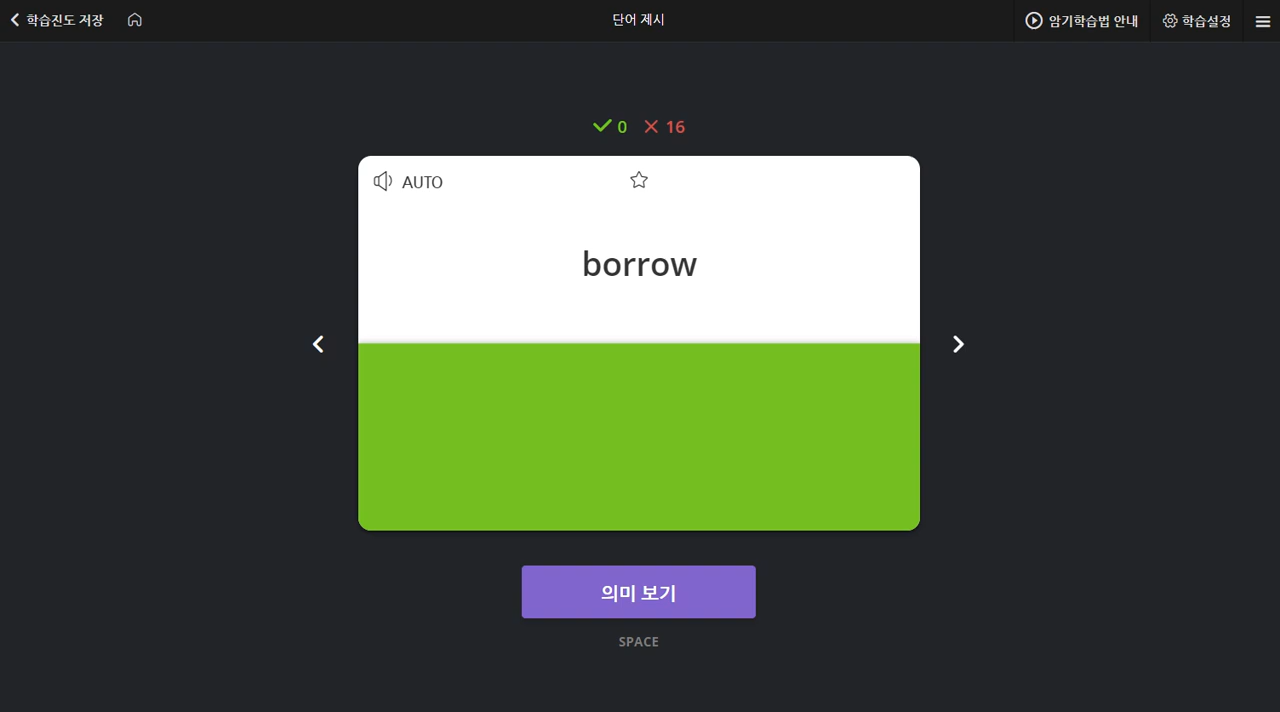 학습진도 저장
단어 제시
암기학습법 안내
학습설정
0
16
AUTO
borrow
의미 보기
SPACE